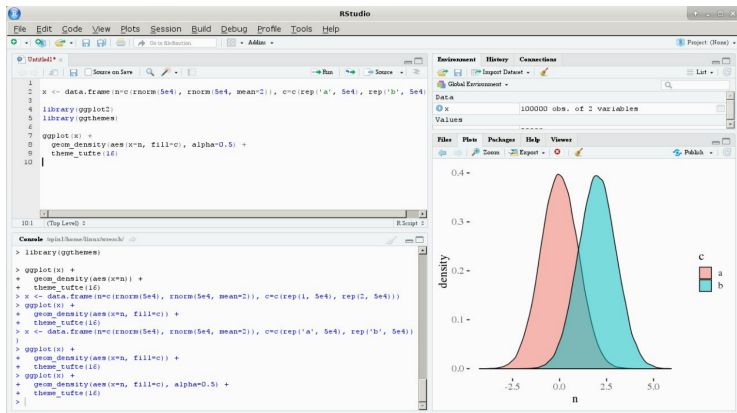 RStudio
File Edit Code View Plots Session Build Debug Profile Tools Help
Go to file/function Addins
Project: (None)
Untitled1*
Source on Save Run Source
1
2 x <- data.frame(n=c(rnorm(5e4), rnorm(5e4, mean=2)), c=c(rep('a', 5e4), rep('b', 5e4)
3
4 library(ggplot2)
5 library(ggthemes)
6
7 ggplot(x) +
8 geom_density(aes(x=n, fill=c), alpha=0.5) +
9 theme_tufte(16)
10
10:1 (Top Level) R Script
Console
> library(ggthemes)
> ggplot(x) +
+ geom_density(aes(x=n)) +
+ theme_tufte(16)
> x <- data.frame(n=c(rnorm(5e4), rnorm(5e4, mean=2)), c=c(rep(1, 5e4), rep(2, 5e4)))
> ggplot(x) +
+ geom_density(aes(x=n, fill=c)) +
+ theme_tufte(16)
> x <- data.frame(n=c(rnorm(5e4), rnorm(5e4, mean=2)), c=c(rep('a', 5e4), rep('b', 5e4))
)
> ggplot(x) +
+ geom_density(aes(x=n, fill=c)) +
+ theme_tufte(16)
> ggplot(x) +
+ geom_density(aes(x=n, fill=c), alpha=0.5) +
+ theme_tufte(16)
>
Environment History Connections
Import Dataset List
Global Environment
Data
x 100000 obs. of 2 variables
Values
Files Plots Packages Help Viewer
Zoom Export Publish
0.4
0.3
0.2
0.1
0.0
density
-2.5 0.0 2.5 5.0
n
c
a
b